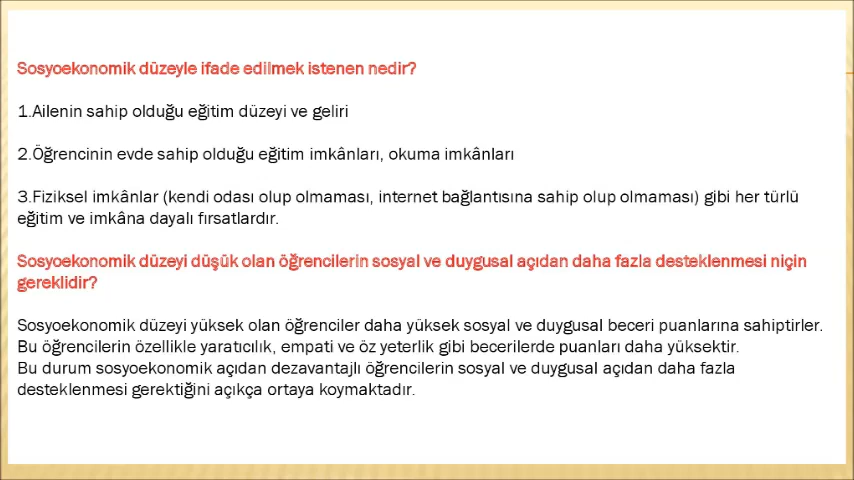 Sosyoekonomik düzeyle ifade edilmek istenen nedir?
1.Ailenin sahip olduğu eğitim düzeyi ve geliri
2.Öğrencinin evde sahip olduğu eğitim imkânları, okuma imkânları
3.Fiziksel imkânlar (kendi odası olup olmaması, internet bağlantısına sahip olup olmaması) gibi her türlü
eğitim ve imkâna dayalı fırsatlardır.
Sosyoekonomik düzeyi düşük olan öğrencilerin sosyal ve duygusal açıdan daha fazla desteklenmesi niçin
gereklidir?
Sosyoekonomik düzeyi yüksek olan öğrenciler daha yüksek sosyal ve duygusal beceri puanlarına sahiptirler.
Bu öğrencilerin özellikle yaratıcılık, empati ve öz yeterlik gibi becerilerde puanları daha yüksektir.
Bu durum sosyoekonomik açıdan dezavantajlı öğrencilerin sosyal ve duygusal açıdan daha fazla
desteklenmesi gerektiğini açıkça ortaya koymaktadır.